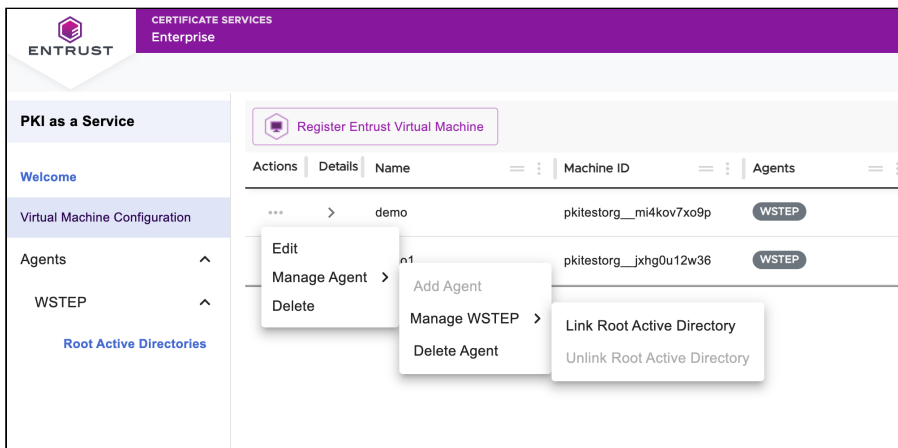 CERTIFICATE SERVICES
Enterprise
ENTRUST
PKI as a Service
Register Entrust Virtual Machine
Actions Details Name Machine ID Agents
Welcome
Virtual Machine Configuration
demo pkitestorg__mi4kov7xo9p WSTEP
Edit
Agents
o1 pkitestorg__jxhg0u12w36 WSTEP
Manage Agent
Add Agent
WSTEP
Delete
Manage WSTEP
Link Root Active Directory
Root Active Directories
Delete Agent
Unlink Root Active Directory